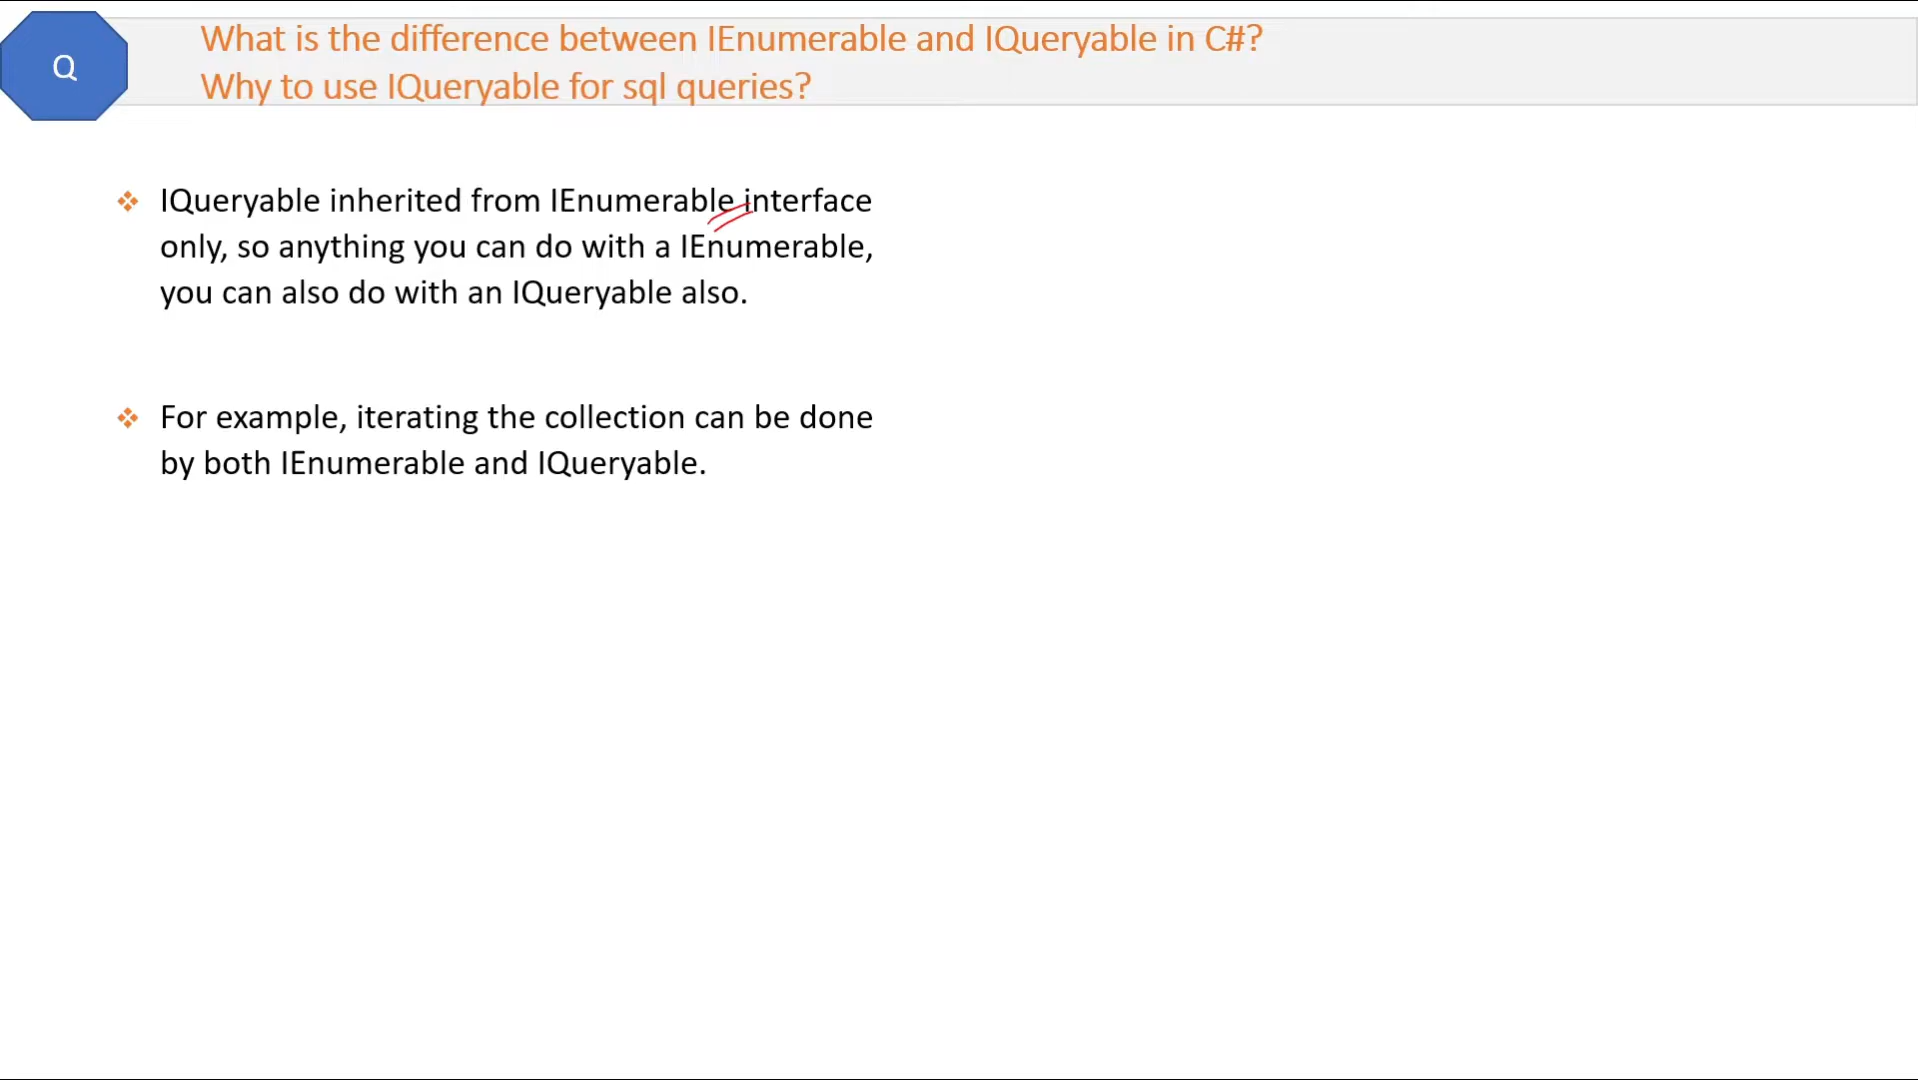 Q
What is the difference between IEnumerable and IQueryable in C#?
Why to use IQueryable for sql queries?
IQueryable inherited from IEnumerable interface
only, so anything you can do with a IEnumerable,
you can also do with an IQueryable also.
For example, iterating the collection can be done
by both IEnumerable and IQueryable.